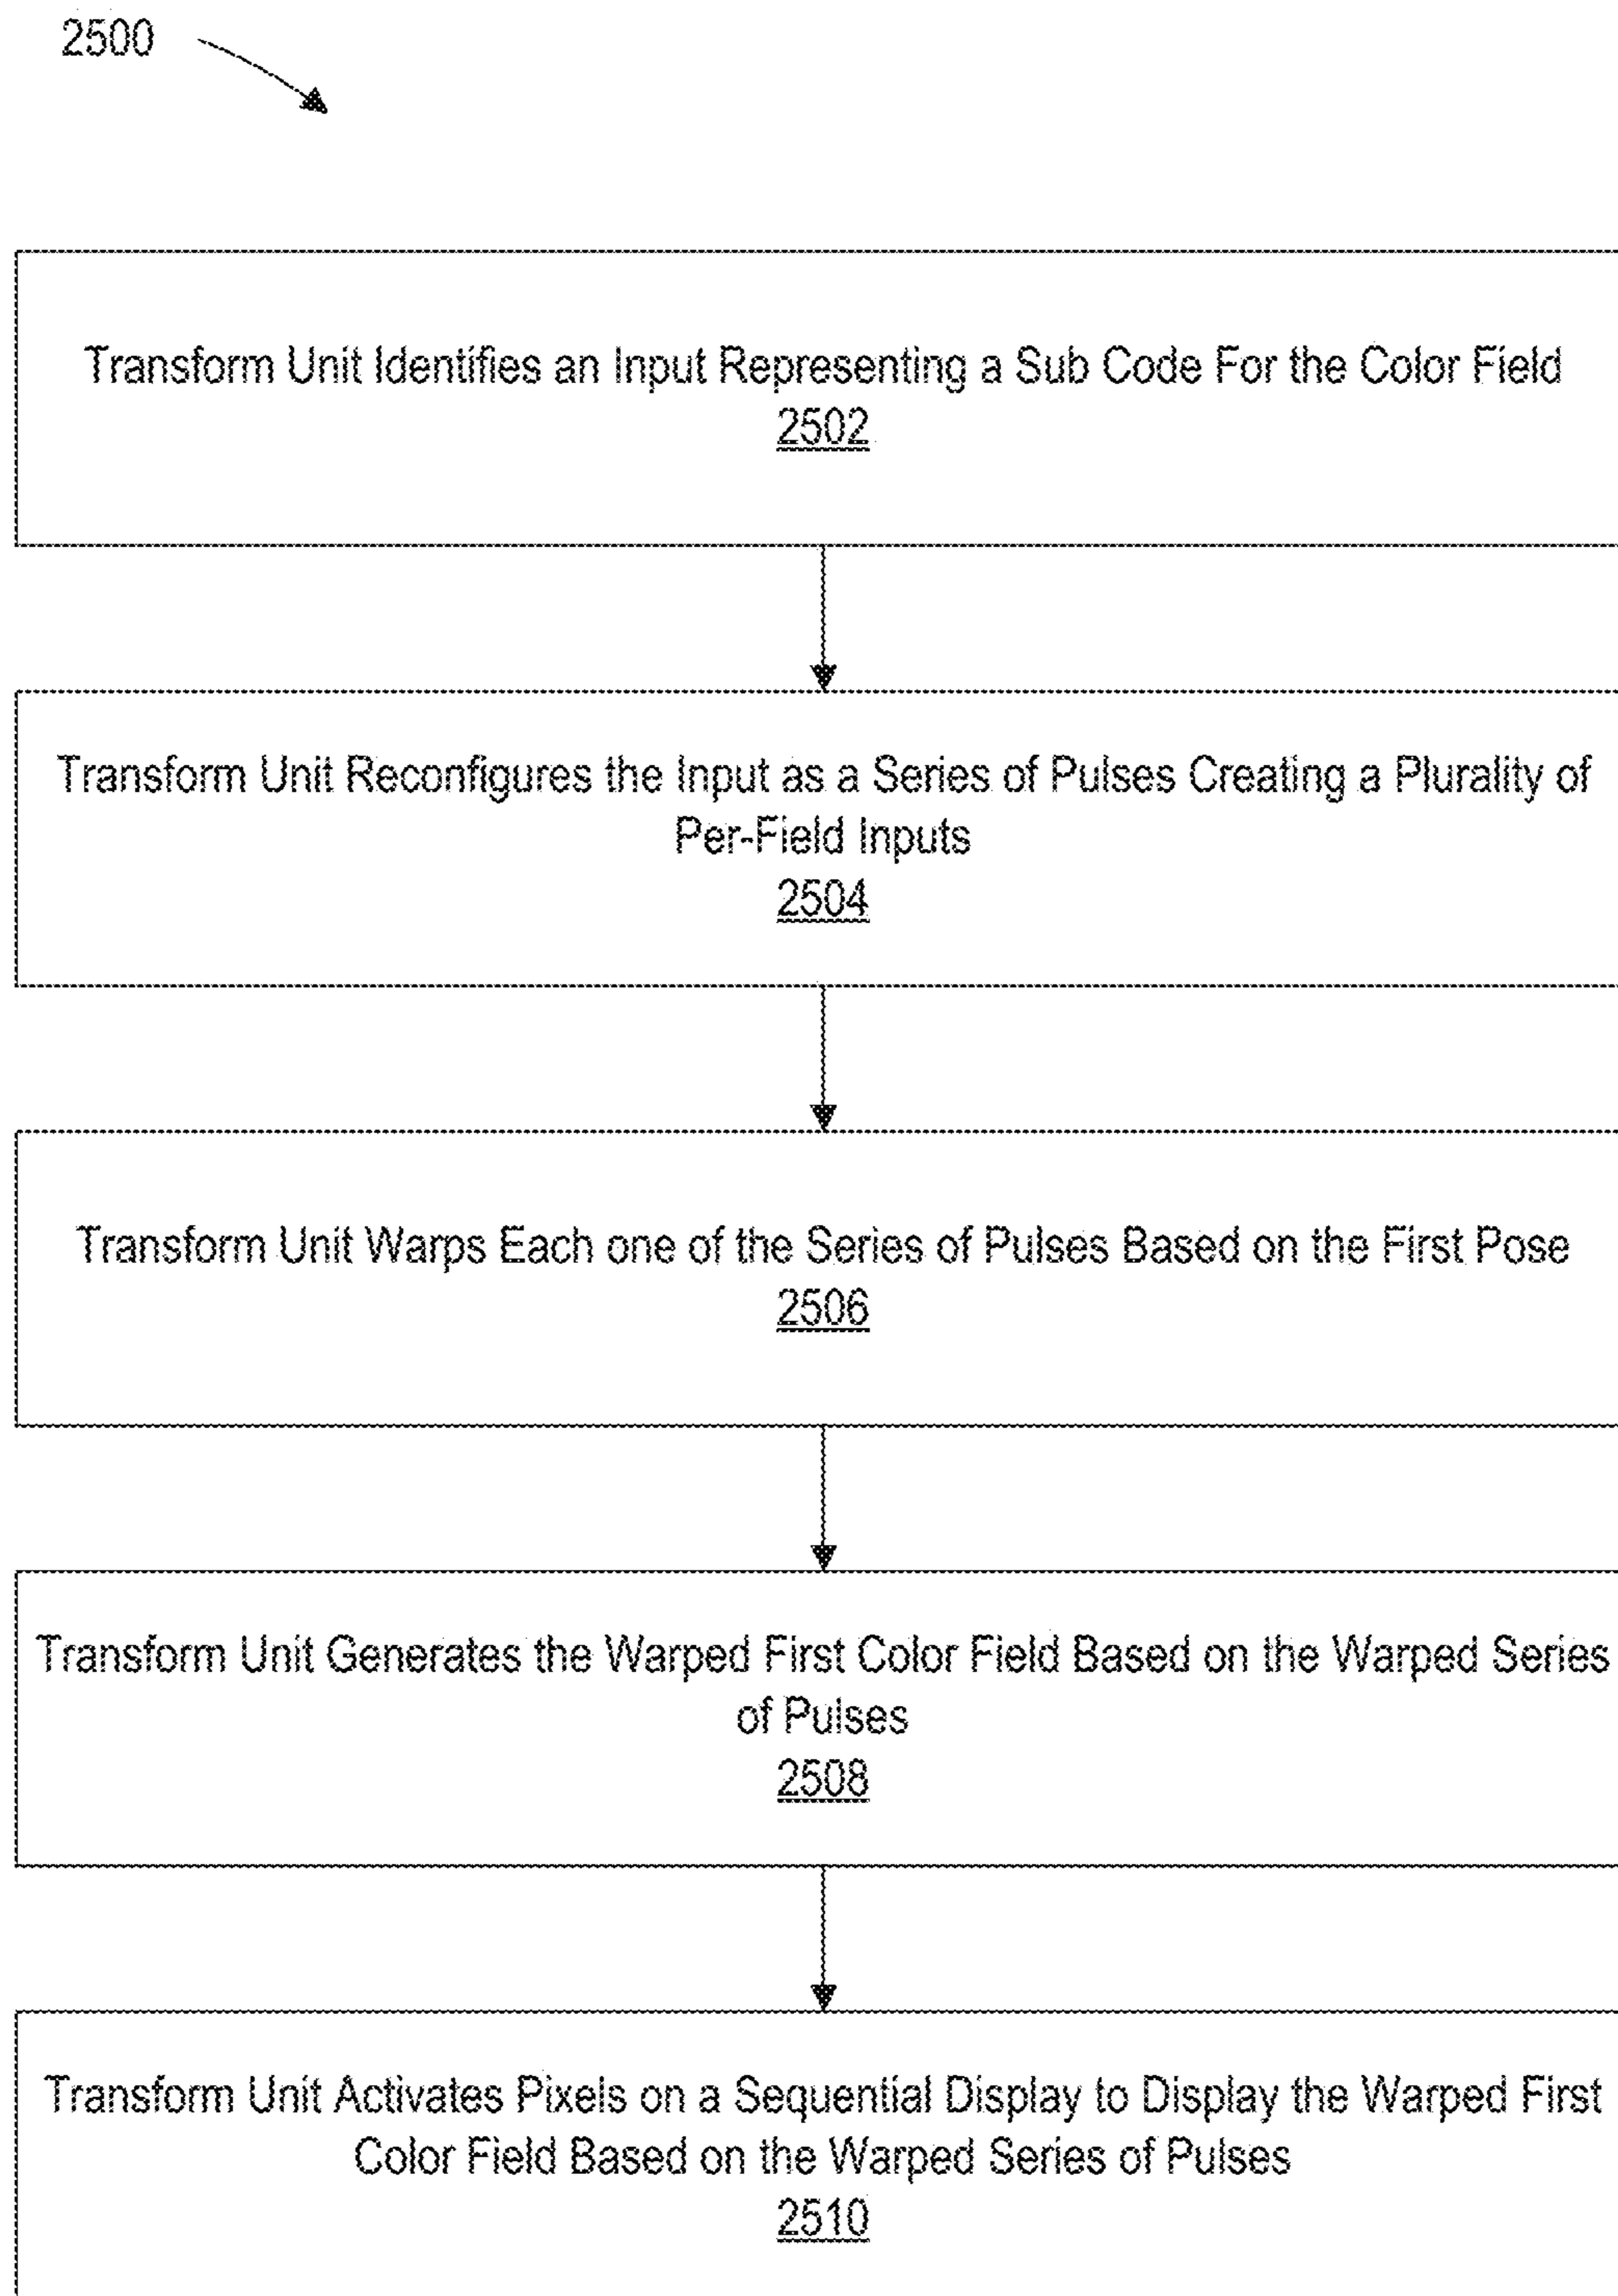 2500
Transform Unit Identifies an Input Representing a Sub Code For the Color Field
2502
Transform Unit Reconfigures the Input as a Series of Pulses Creating a Plurality of
Per-Field Inputs
2504
Transform Unit Warps Each one of the Series of Pulses Based on the First Pose
2506
Transform Unit Generates the Warped First Color Field Based on the Warped Series
of Pulses
2508
Transform Unit Activates Pixels on a Sequential Display to Display the Warped First
Color Field Based on the Warped Series of Pulses
2510